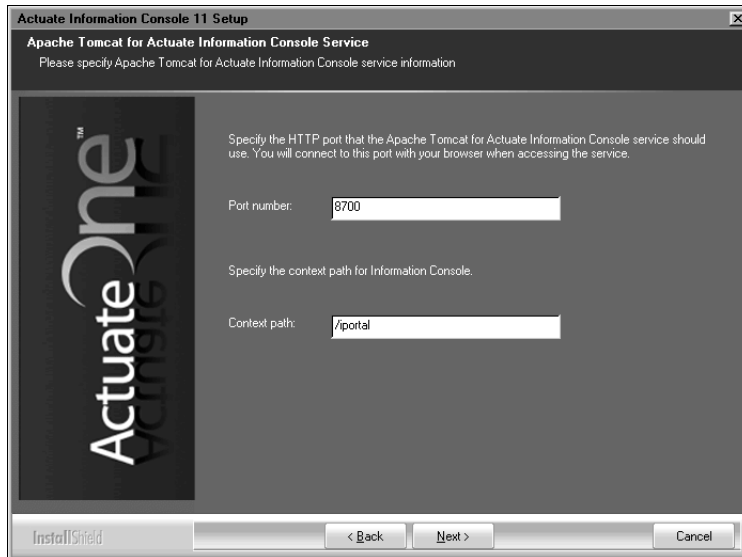 Actuate Information Console 11 Setup
Apache Tomcat for Actuate Information Console Service
Please specify Apache Tomcat for Actuate Information Console service information
ActuateOne™
Specify the HTTP port that the Apache Tomcat for Actuate Information Console service should
use. You will connect to this port with your browser when accessing the service.
Port number: 8700
Specify the context path for Information Console.
Context path: /iportal
InstallShield
< Back Next > Cancel